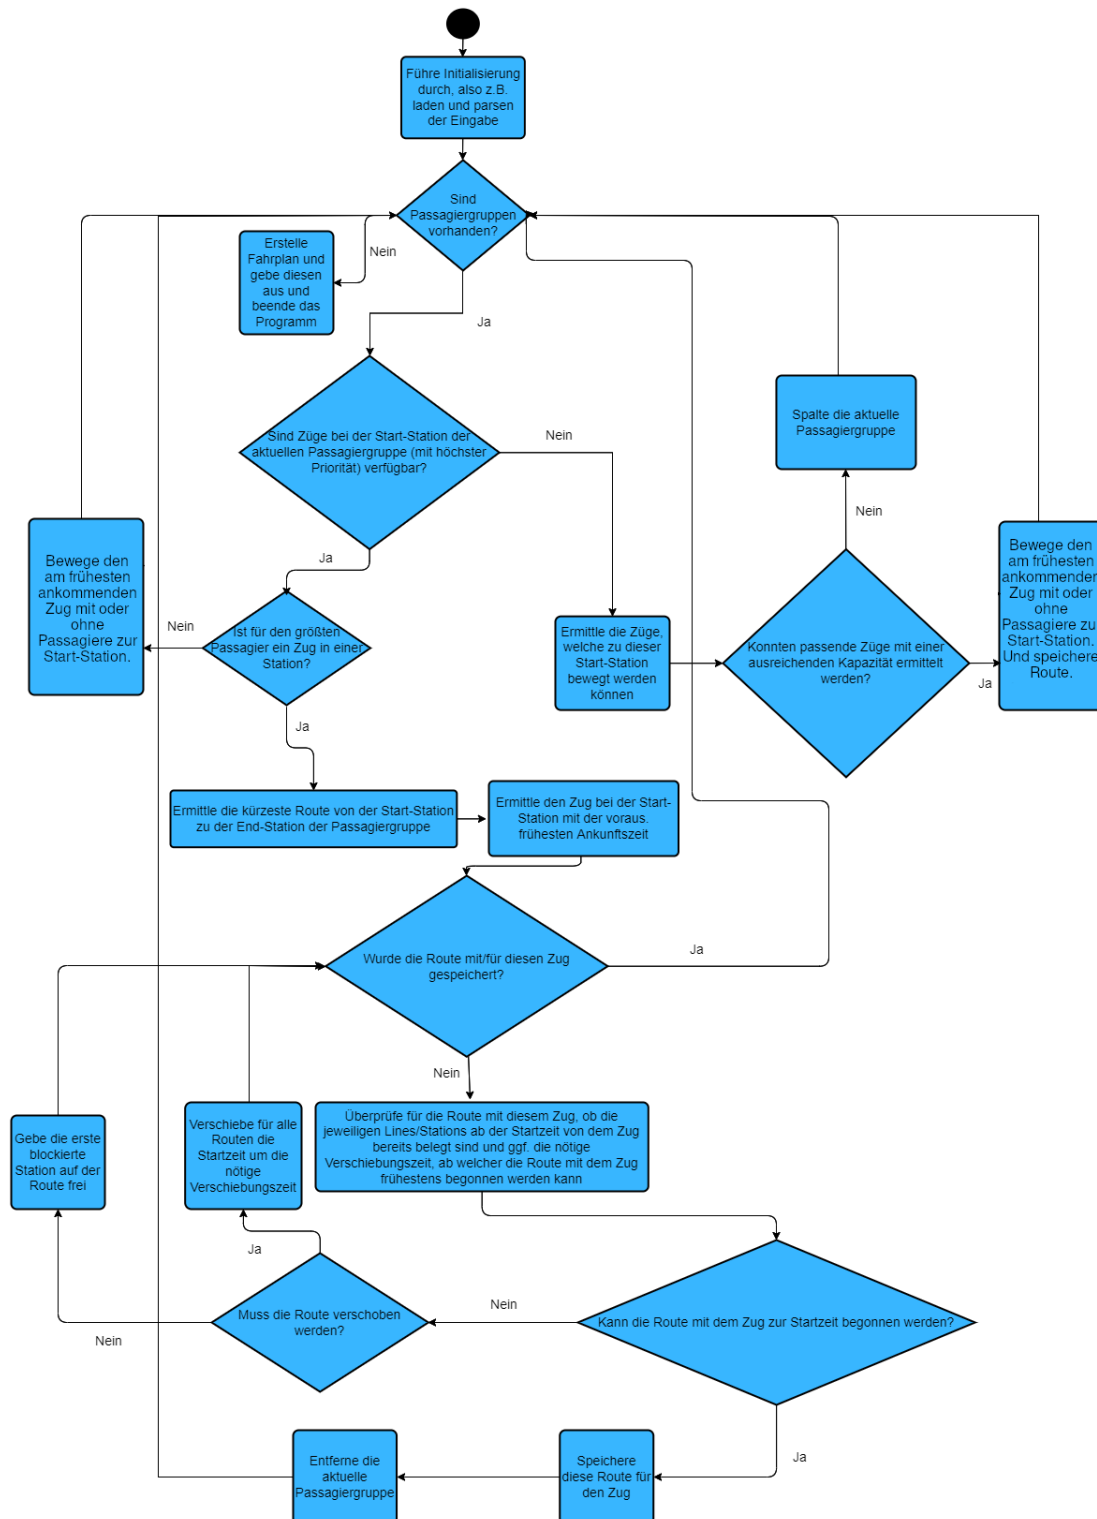 Führe Initialisierung
durch, also z.B.
laden und parsen
der Eingabe
Sind
Passagiergruppen
vorhanden?
Nein
Erstelle
Fahrplan und
gebe diesen
aus und
beende das
Programm
Ja
Sind Züge bei der Start-Station der
aktuellen Passagiergruppe (mit höchster
Priorität) verfügbar?
Nein
Spalte die aktuelle
Passagiergruppe
Nein
Ja
Bewege den
am frühesten
ankommenden
Zug mit oder
ohne
Passagiere zur
Start-Station.
Nein
Ist für den größten
Passagier ein Zug in einer
Station?
Ermittle die Züge,
welche zu dieser
Start-Station
bewegt werden
können
Konnten passende Züge mit einer
ausreichenden Kapazität ermittelt
werden?
Ja
Bewege den
am frühesten
ankommenden
Zug mit oder
ohne
Passagiere zur
Start-Station.
Und speichere
Route.
Ja
Ermittle die kürzeste Route von der Start-Station
zu der End-Station der Passagiergruppe
Ermittle den Zug bei der Start-
Station mit der voraus.
frühesten Ankunftszeit
Wurde die Route mit/für diesen Zug
gespeichert?
Ja
Nein
Gebe die erste
blockierte
Station auf der
Route frei
Verschiebe für alle
Routen die
Startzeit um die
nötige
Verschiebungszeit
Überprüfe für die Route mit diesem Zug, ob die
jeweiligen Lines/Stations ab der Startzeit von dem Zug
bereits belegt sind und ggf. die nötige
Verschiebungszeit, ab welcher die Route mit dem Zug
frühestens begonnen werden kann
Ja
Nein
Muss die Route verschoben
werden?
Nein
Kann die Route mit dem Zug zur Startzeit begonnen werden?
Ja
Entferne die
aktuelle
Passagiergruppe
Speichere
diese Route für
den Zug